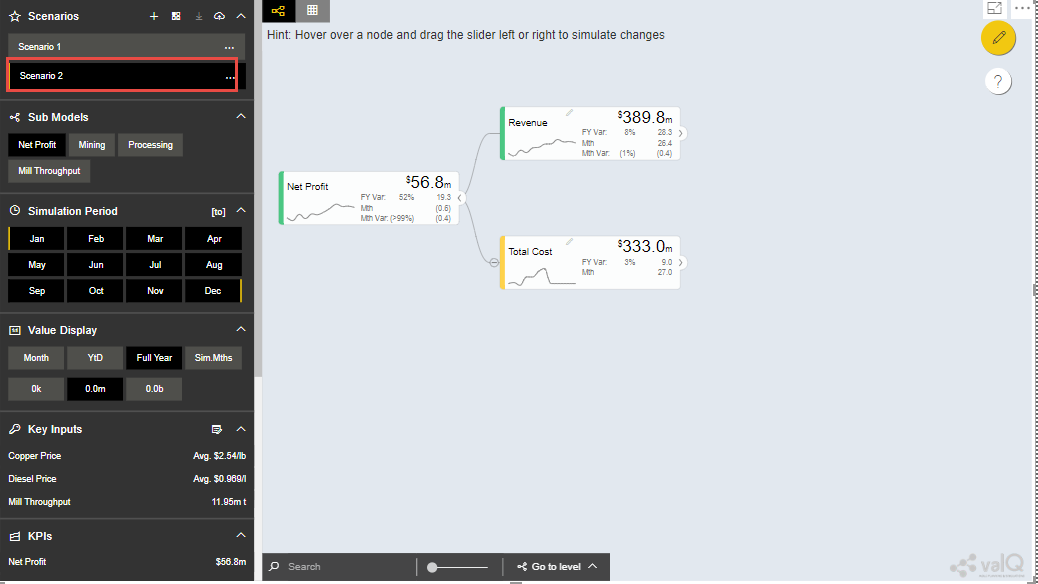 Scenarios
Scenario 1
Scenario 2
Sub Models
Net Profit Mining Processing
Mill Throughput
Simulation Period [to]
Jan Feb Mar Apr
May Jun Jul Aug
Sep Oct Nov Dec
Value Display
Month YtD Full Year Sim.Mths
0k 0.0m 0.0b
Key Inputs
Copper Price Avg. $2.54/lb
Diesel Price Avg. $0.969/l
Mill Throughput 11.95m t
KPIs
Net Profit $56.8m
Hint: Hover over a node and drag the slider left or right to simulate changes
?
Revenue $389.8m
FY Var: 8% 28.3
Mth 26.4
Mth Var: (1%) (0.4)
Net Profit $56.8m
FY Var: 52% 19.3
Mth (0.6)
Mth Var: (>99%) (0.4)
Total Cost $333.0m
FY Var: 3% 9.0
Mth 27.0
Search
Go to level
valQ